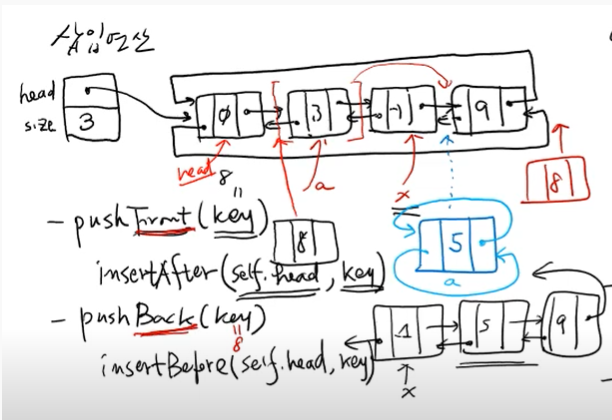 삽입연산
head
size 3
ϕ 3 -1 9
head a x 8
- pushFront(key)
8
8
insertAfter(self.head, key)
5
a
- pushBack(key)
8
insertBefore(self.head, key)
-1 5 9
x